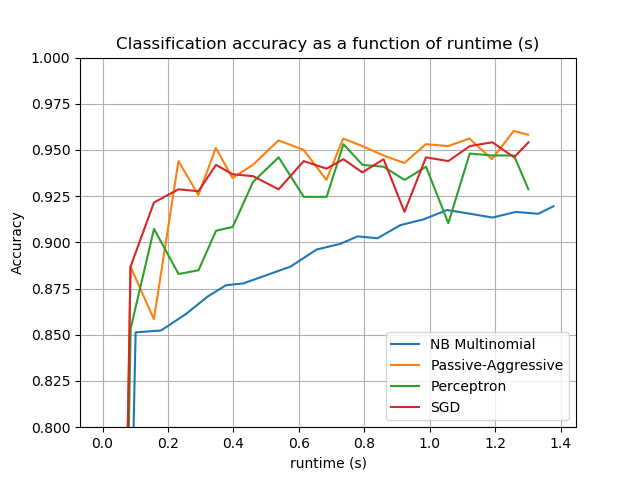 Classification accuracy as a function of runtime (s)
1.000
0.975
0.950
0.925
0.900
0.875
0.850
0.825
0.800
Accuracy
NB Multinomial
Passive-Aggressive
Perceptron
SGD
0.0 0.2 0.4 0.6 0.8 1.0 1.2 1.4
runtime (s)